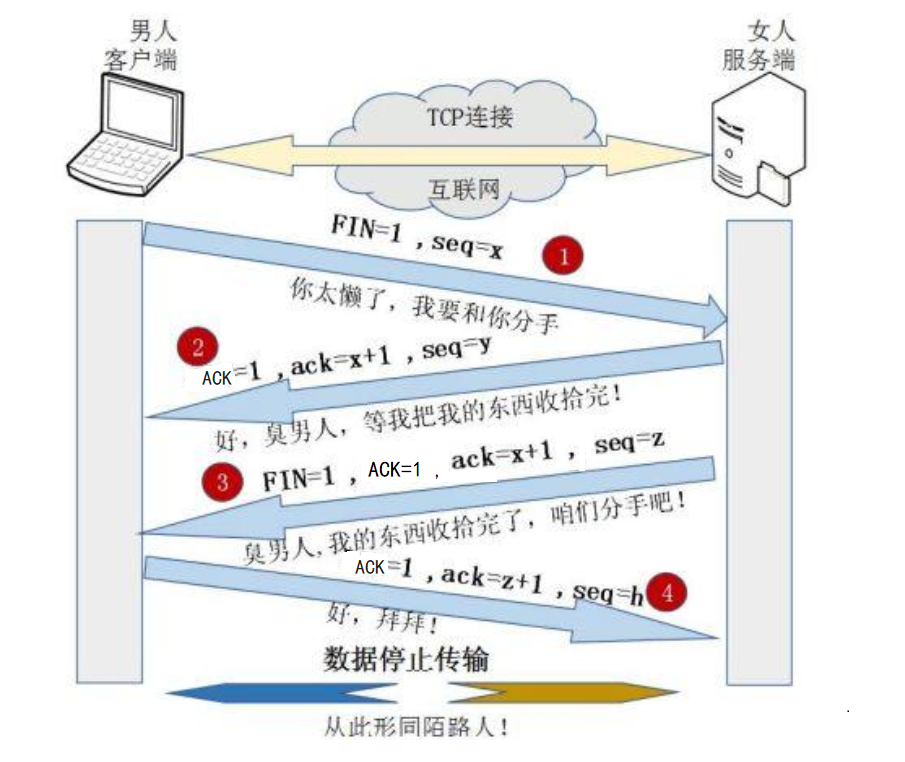 男人
客户端
女人
服务端
TCP连接
互联网
FIN=1 ,seq=x
1
你太懒了，我要和你分手
2
ACK=1 ,ack=x+1 ,seq=y
好，臭男人，等我把我的东西收拾完！
3
FIN=1 , ACK=1 , ack=x+1 , seq=z
臭男人,我的东西收拾完了，咱们分手吧！
ACK=1 ,ack=z+1 ,seq=h
4
好，拜拜！
数据停止传输
从此形同陌路人！